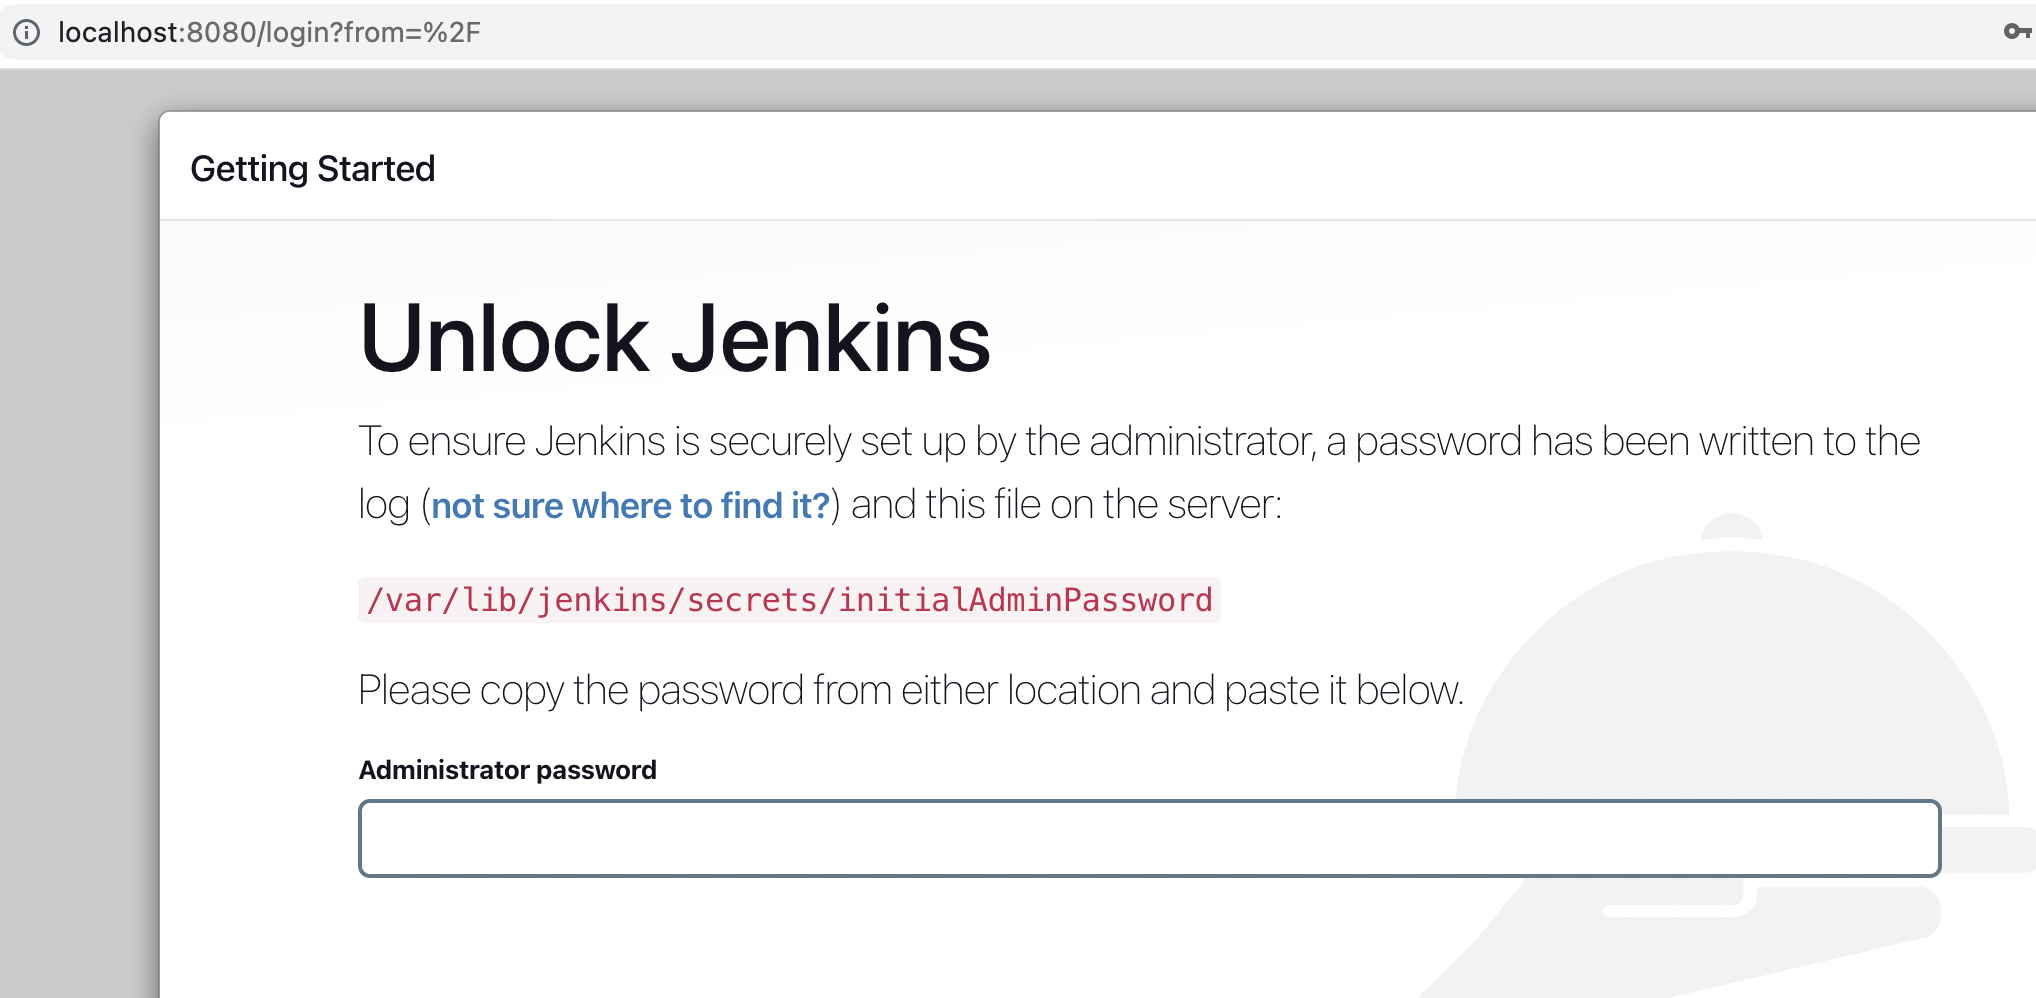 localhost:8080/login?from=%2F
Getting Started
Unlock Jenkins
To ensure Jenkins is securely set up by the administrator, a password has been written to the
log (not sure where to find it?) and this file on the server:
/var/lib/jenkins/secrets/initialAdminPassword
Please copy the password from either location and paste it below.
Administrator password